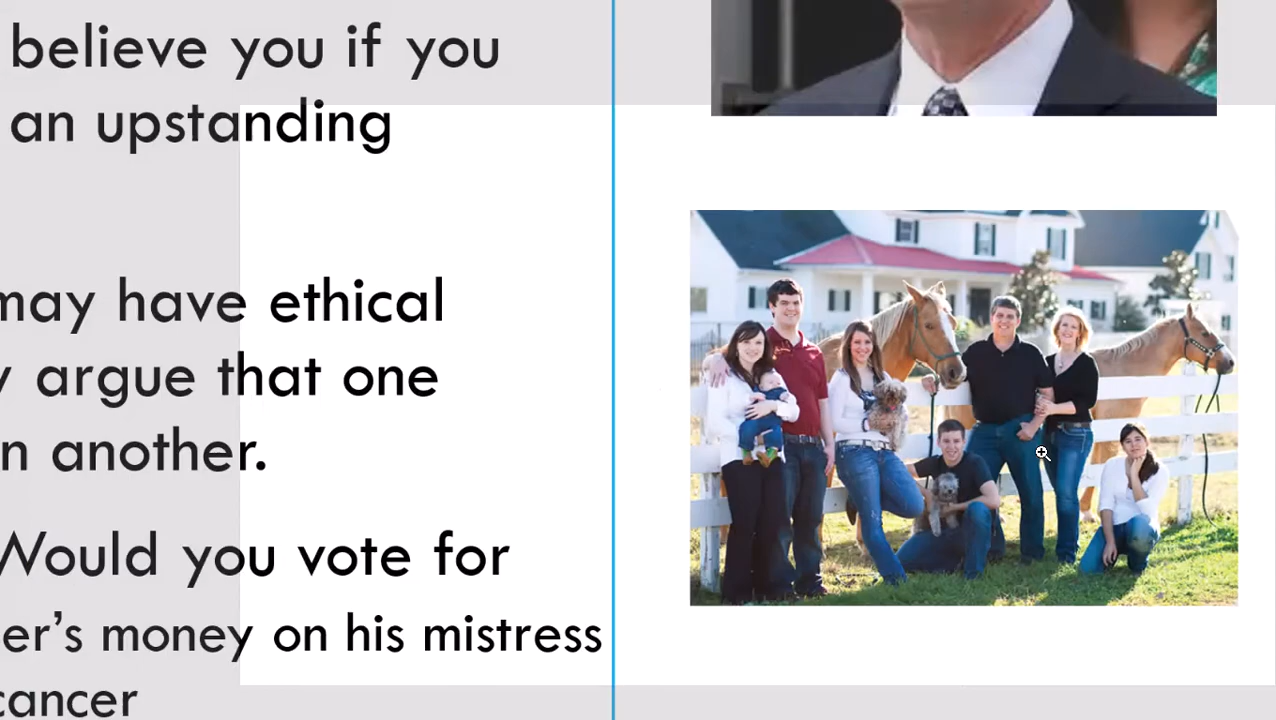 believe you if you
an upstanding
may have ethical
y argue that one
n another.
Would you vote for
er’s money on his mistress
cancer